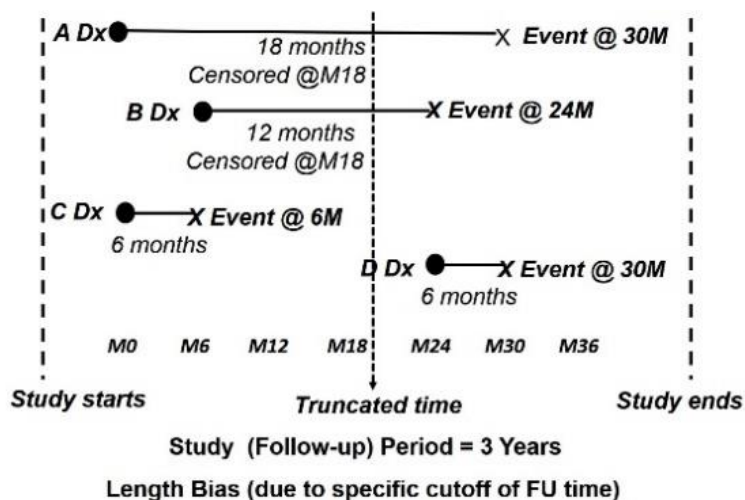 A Dx X Event @ 30M
18 months
Censored @M18
B Dx X Event @ 24M
12 months
Censored @M18
C Dx X Event @ 6M
6 months
D Dx X Event @ 30M
6 months
M0 M6 M12 M18 M24 M30 M36
Study starts Truncated time Study ends
Study (Follow-up) Period = 3 Years
Length Bias (due to specific cutoff of FU time)